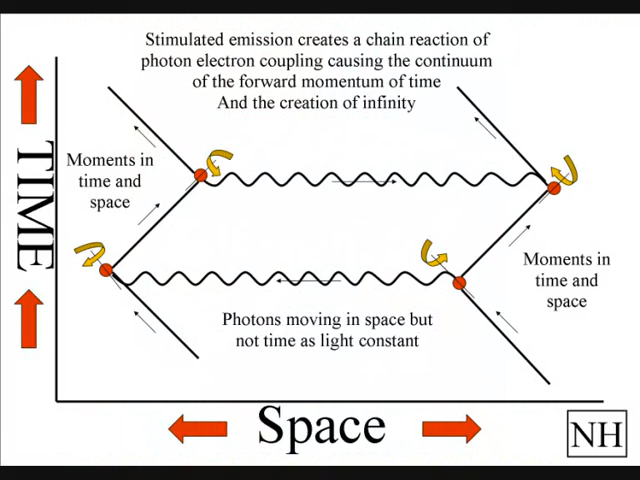 Stimulated emission creates a chain reaction of
photon electron coupling causing the continuum
of the forward momentum of time
And the creation of infinity
Moments in
time and
space
TIME
Moments in
time and
space
Photons moving in space but
not time as light constant
Space
NH